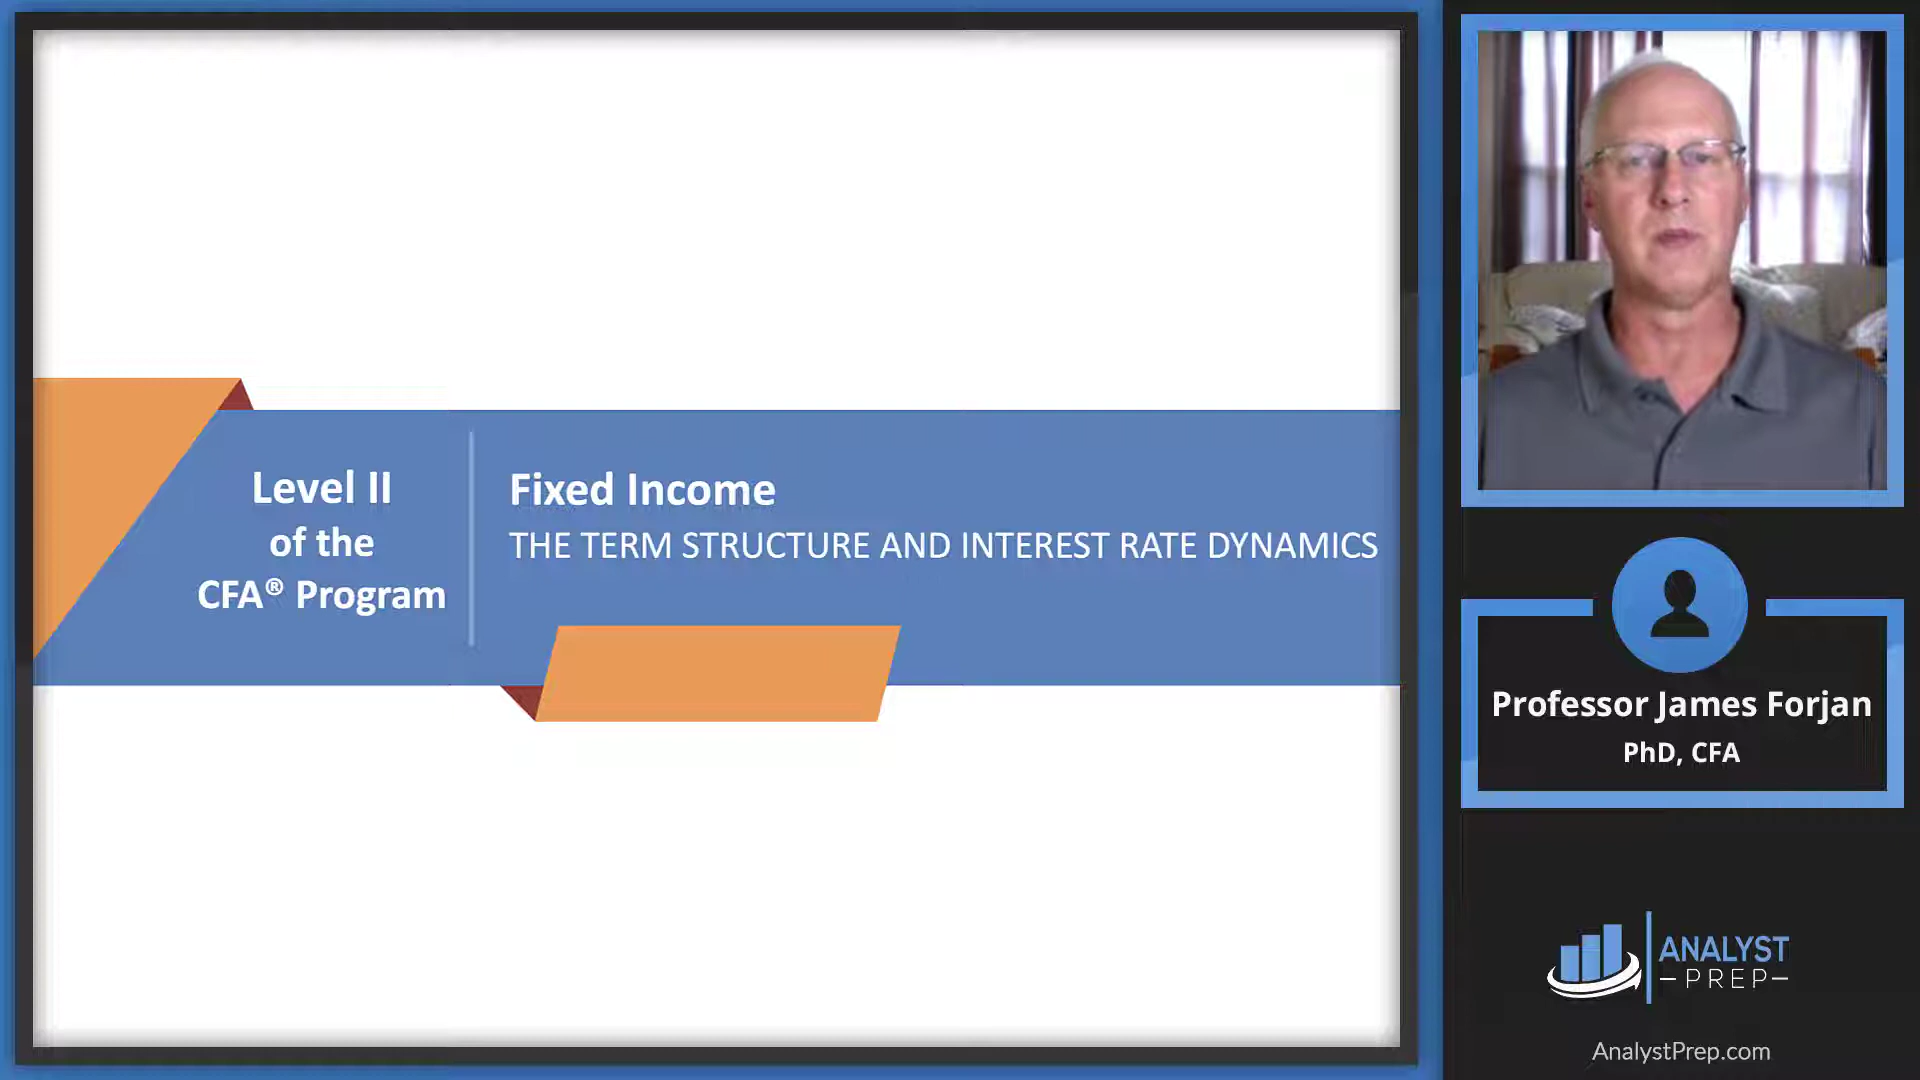 Level II
of the
CFA® Program
Fixed Income
THE TERM STRUCTURE AND INTEREST RATE DYNAMICS
Professor James Forjan
PhD, CFA
ANALYST
PREP
AnalystPrep.com